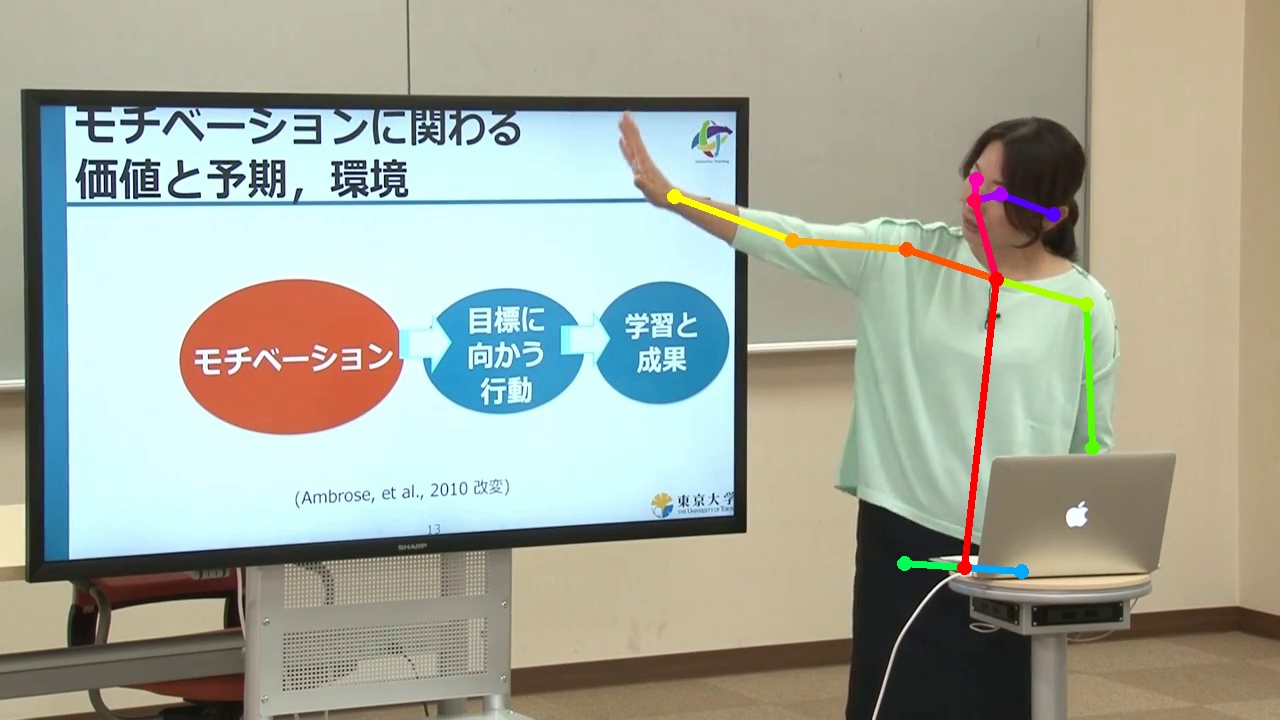 モチベーションに関わる
価値と予期，環境
Interactive Teaching
モチベーション
目標に
向かう
行動
学習と
成果
(Ambrose, et al., 2010 改変)
東京大学
THE UNIVERSITY OF TOKYO
13
SHARP